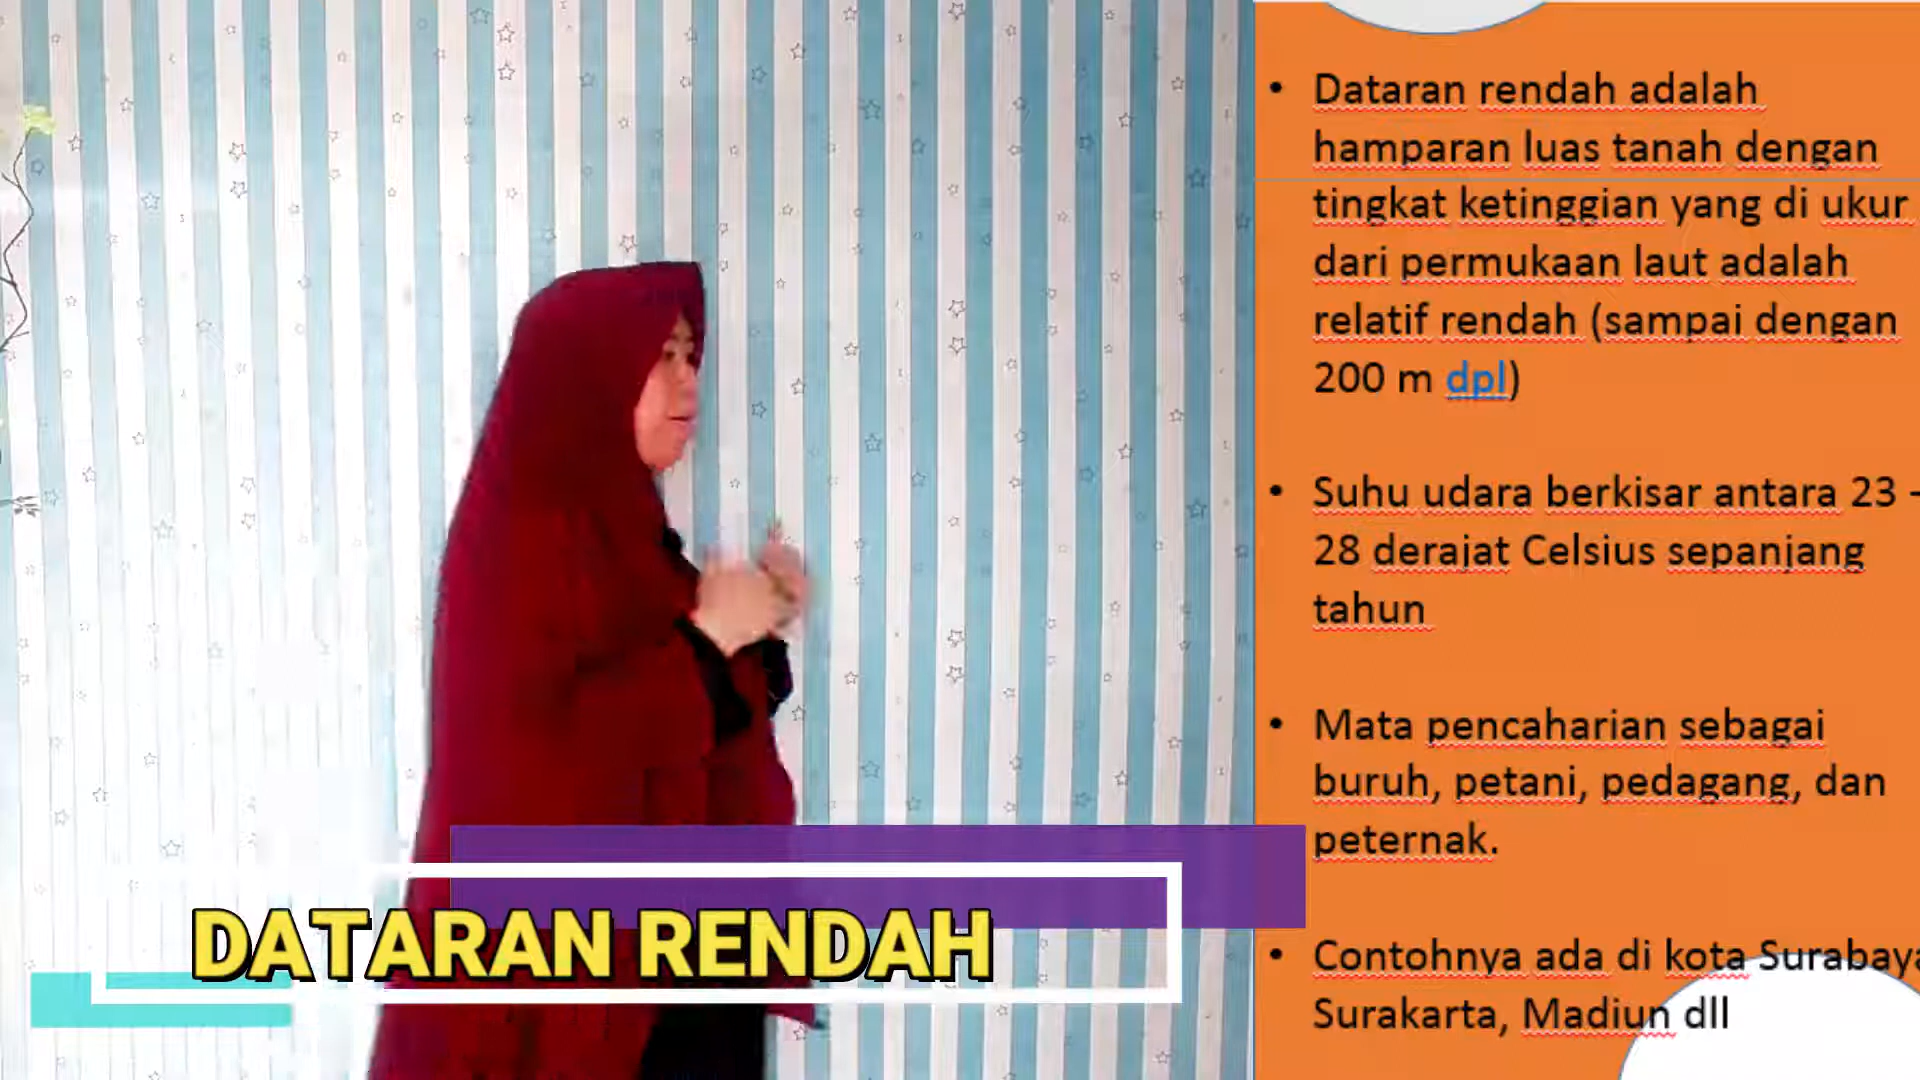 Dataran rendah adalah
hamparan luas tanah dengan
tingkat ketinggian yang di ukur
dari permukaan laut adalah
relatif rendah (sampai dengan
200 m dpl)
Suhu udara berkisar antara 23 -
28 derajat Celsius sepanjang
tahun
Mata pencaharian sebagai
buruh, petani, pedagang, dan
peternak.
Contohnya ada di kota Surabaya
Surakarta, Madiun dll
DATARAN RENDAH